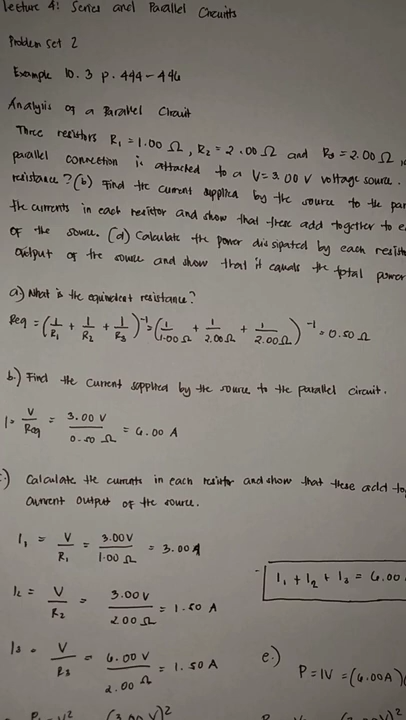 lecture 4: Series and Parallel Circuits
Problem Set 2
Example 10.3 p. 444-446
Analysis of a Parallel Circuit
Three resistors R₁ = 1.00 Ω, R₂ = 2.00 Ω and R₃ = 2.00 Ω,
parallel connection is attached to a V = 3.00 V voltage source.
resistance? (b) Find the current supplied by the source to the par
the currents in each resistor and show that these add together to e
of the source. (d) Calculate the power dissipated by each resist
output of the source and show that it equals the total power
a) What is the equivalent resistance?
Req = (1/R₁ + 1/R₂ + 1/R₃)⁻¹ = (1/1.00Ω + 1/2.00Ω + 1/2.00Ω)⁻¹ = 0.50 Ω
b.) Find the current supplied by the source to the parallel circuit.
I = V/Req = 3.00 V/0.50 Ω = 6.00 A
c.) Calculate the currents in each resistor and show that these add to
current output of the source.
I₁ = V/R₁ = 3.00V/1.00 Ω = 3.00 A
I₁ + I₂ + I₃ = 6.00
I₂ = V/R₂ = 3.00V/2.00 Ω = 1.50 A
I₃ = V/R₃ = 6.00 V/2.00 Ω = 1.50 A
e.)
P = IV = (6.00A)(